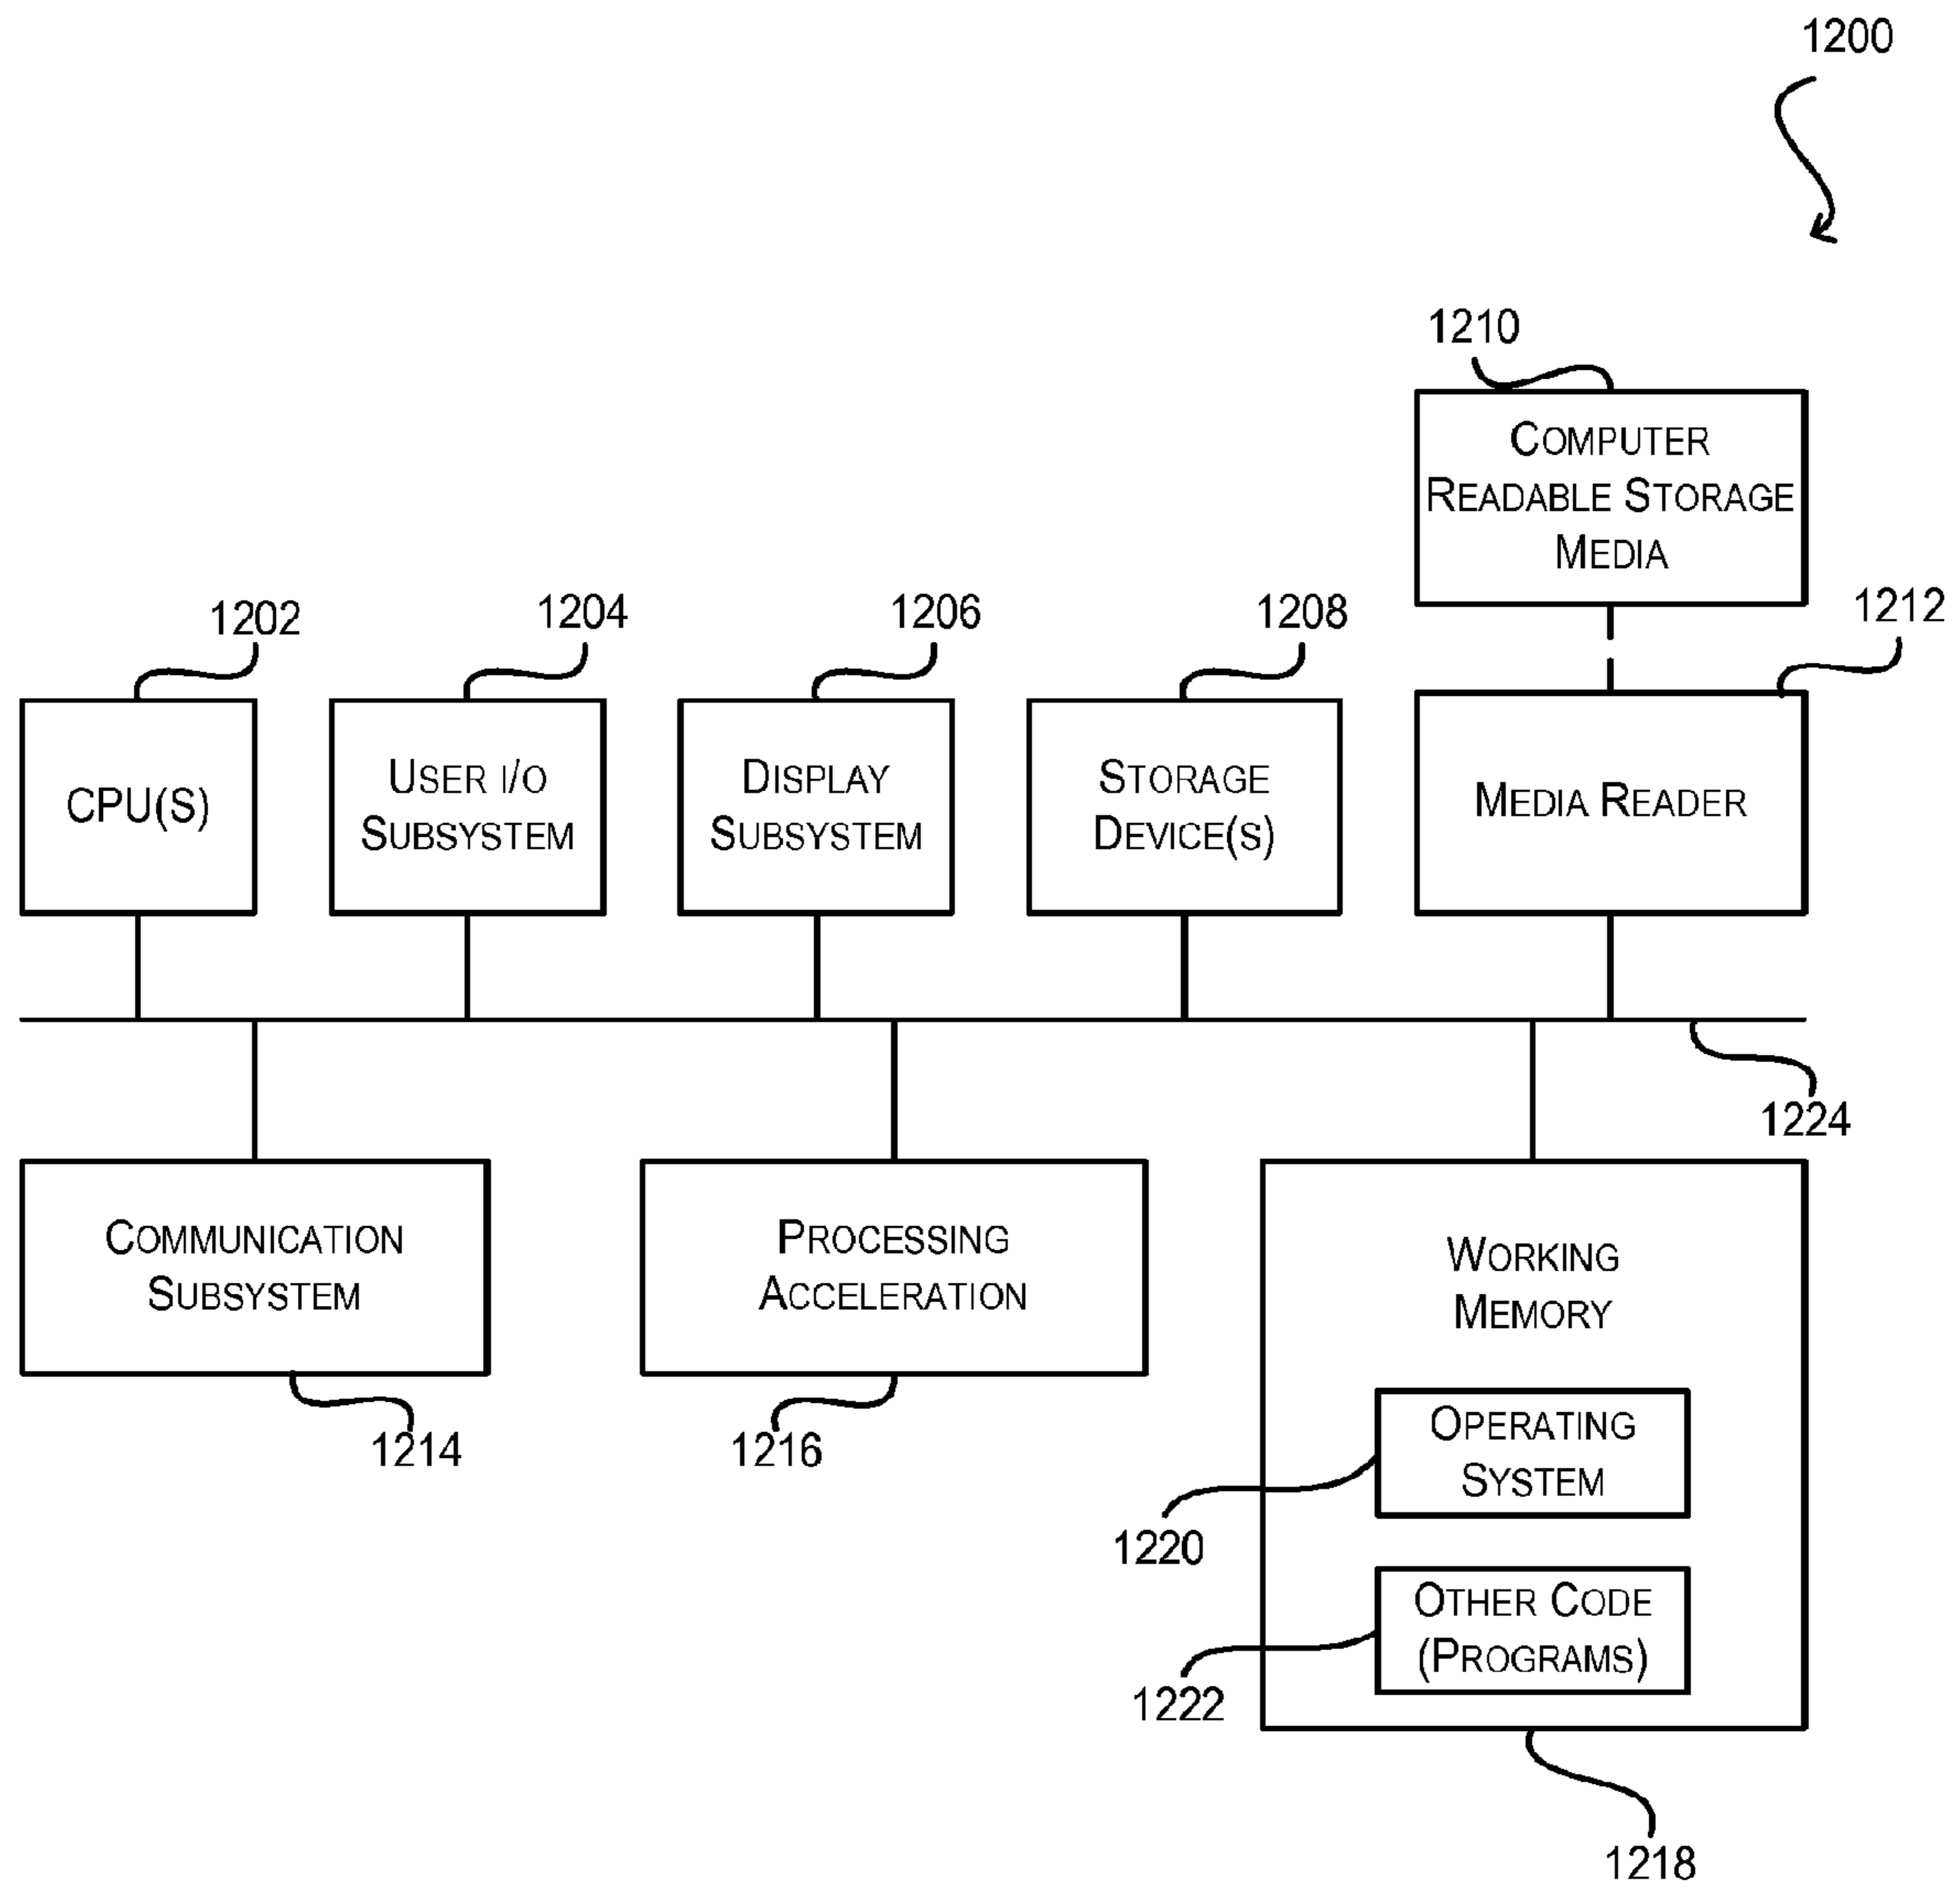 1200
1210
COMPUTER
READABLE STORAGE
MEDIA
1202
1204
1206
1208
1212
CPU(S)
USER I/O
SUBSYSTEM
DISPLAY
SUBSYSTEM
STORAGE
DEVICE(S)
MEDIA READER
1224
COMMUNICATION
SUBSYSTEM
PROCESSING
ACCELERATION
WORKING
MEMORY
1214
1216
OPERATING
SYSTEM
1220
OTHER CODE
(PROGRAMS)
1222
1218